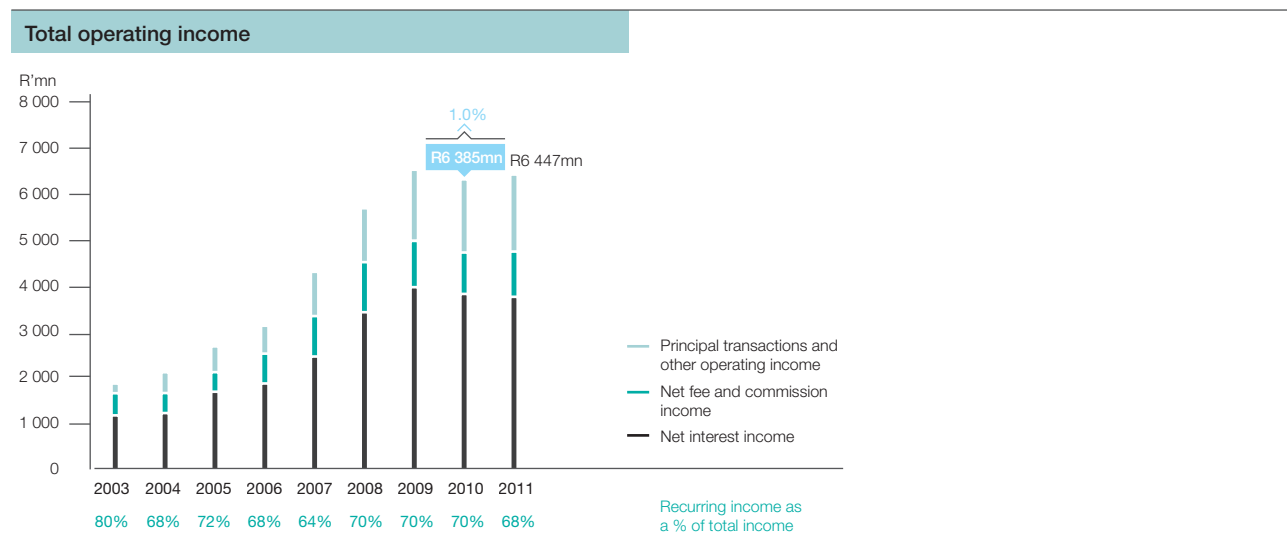 Total operating income
R'mn
8 000
7 000
6 000
5 000
4 000
3 000
2 000
1 000
0
1.0%
R6 385mn
R6 447mn
Principal transactions and
other operating income
Net fee and commission
income
Net interest income
2003 2004 2005 2006 2007 2008 2009 2010 2011
80% 68% 72% 68% 64% 70% 70% 70% 68%
Recurring income as
a % of total income